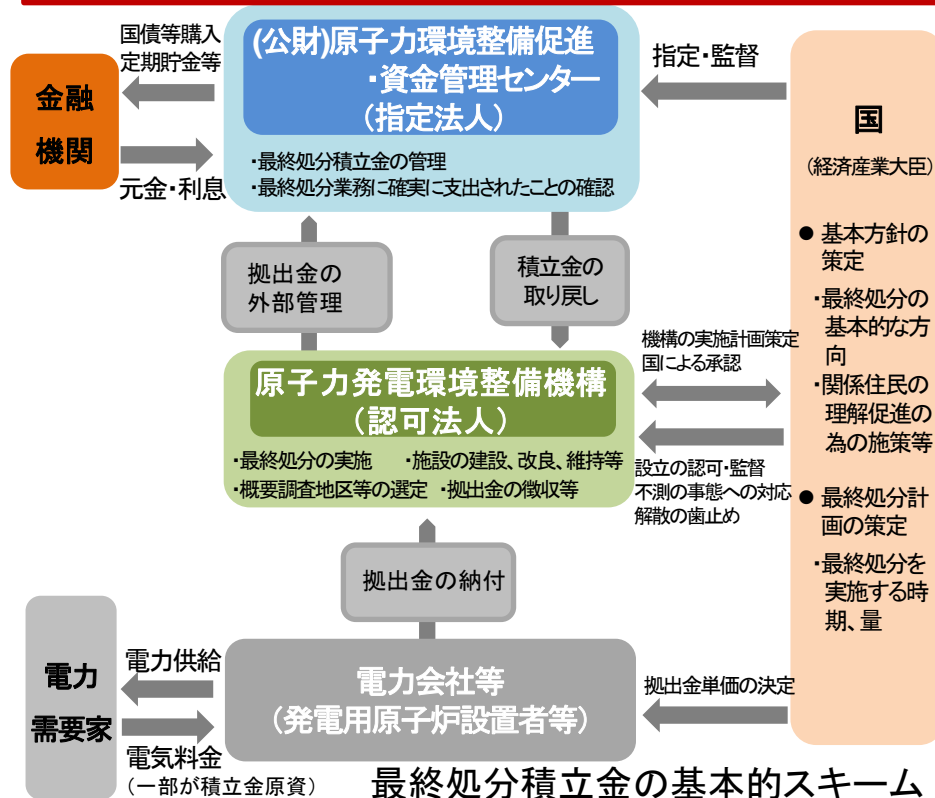 国債等購入
定期貯金等
金融
機関
元金・利息
(公財)原子力環境整備促進
・資金管理センター
(指定法人)
・最終処分積立金の管理
・最終処分業務に確実に支出されたことの確認
指定・監督
国
(経済産業大臣)
● 基本方針の
策定
・最終処分の
基本的な方
向
・関係住民の
理解促進の
為の施策等
● 最終処分計
画の策定
・最終処分を
実施する時
期、量
拠出金の
外部管理
積立金の
取り戻し
機構の実施計画策定
国による承認
原子力発電環境整備機構
(認可法人)
・最終処分の実施 ・施設の建設、改良、維持等
・概要調査地区等の選定 ・拠出金の徴収等
設立の認可・監督
不測の事態への対応
解散の歯止め
拠出金の納付
電力
需要家
電力供給
電気料金
(一部が積立金原資)
電力会社等
(発電用原子炉設置者等)
拠出金単価の決定
最終処分積立金の基本的スキーム